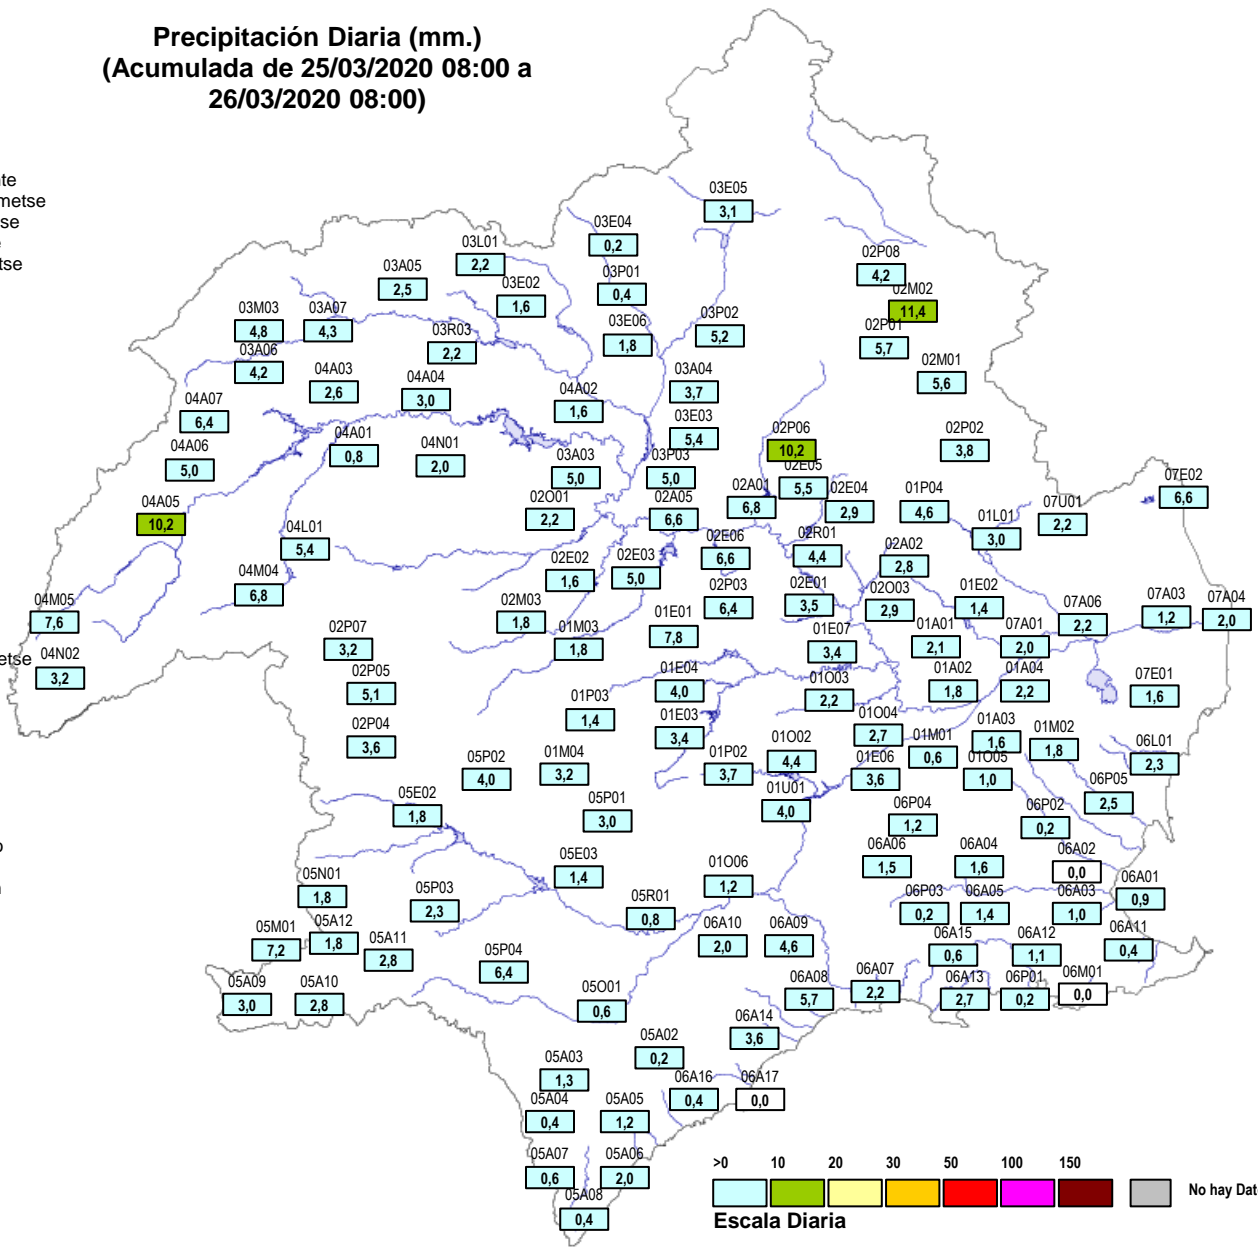 Precipitación Diaria (mm.)
(Acumulada de 25/03/2020 08:00 a
26/03/2020 08:00)
nte
metse
se
tse
etse
03E05
3,1
03E04
0,2
03L01
2,2
02P08
4,2
03A05
2,5
03E02
1,6
03P01
0,4
02M02
11,4
03M03
4,8
03A07
4,3
03P02
5,2
03R03
2,2
03E06
1,8
02P01
5,7
03A06
4,2
02M01
5,6
04A03
2,6
04A04
3,0
03A04
3,7
04A02
1,6
04A07
6,4
03E03
5,4
04A01
0,8
04N01
2,0
02P06
10,2
02P02
3,8
04A06
5,0
03A03
5,0
03P03
5,0
02E05
5,5
07E02
6,6
04A05
10,2
02O01
2,2
02A05
6,6
02A01
6,8
02E04
2,9
01P04
4,6
07U01
2,2
01L01
3,0
04L01
5,4
02E06
6,6
02R01
4,4
02A02
2,8
02E02
1,6
02E03
5,0
04M04
6,8
02P03
6,4
02E01
3,5
02O03
2,9
01E02
1,4
07A03
1,2
07A04
2,0
04M05
7,6
02M03
1,8
01E01
7,8
07A06
2,2
02P07
3,2
01M03
1,8
01E07
3,4
01A01
2,1
07A01
2,0
04N02
3,2
02P05
5,1
01E04
4,0
01O03
2,2
01A02
1,8
01A04
2,2
07E01
1,6
01P03
1,4
02P04
3,6
01E03
3,4
01O04
2,7
01A03
1,6
01M02
1,8
01M01
0,6
06L01
2,3
05P02
4,0
01M04
3,2
01P02
3,7
01O02
4,4
01E06
3,6
01O05
1,0
06P05
2,5
05E02
1,8
05P01
3,0
01U01
4,0
06P04
1,2
06P02
0,2
05E03
1,4
06A06
1,5
06A04
1,6
06A02
0,0
05N01
1,8
01O06
1,2
06A01
0,9
05P03
2,3
05R01
0,8
06P03
0,2
06A05
1,4
06A03
1,0
05M01
7,2
05A12
1,8
06A10
2,0
06A09
4,6
06A15
0,6
06A12
1,1
06A11
0,4
05A11
2,8
05P04
6,4
05A09
3,0
05A10
2,8
05O01
0,6
06A08
5,7
06A07
2,2
06A13
2,7
06P01
0,2
06M01
0,0
06A14
3,6
05A02
0,2
05A03
1,3
06A16
0,4
06A17
0,0
05A04
0,4
05A05
1,2
05A07
0,6
05A06
2,0
05A08
0,4
>0 10 20 30 50 100 150
No hay Dat
Escala Diaria